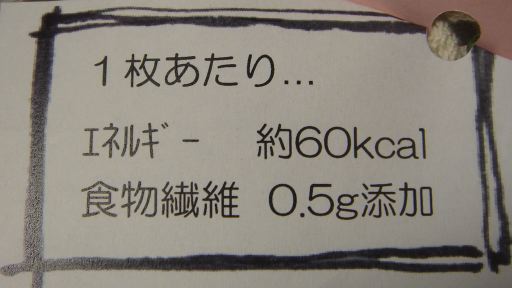 1枚あたり...
ｴﾈﾙｷﾞｰ 約60kcal
食物繊維 0.5g添加